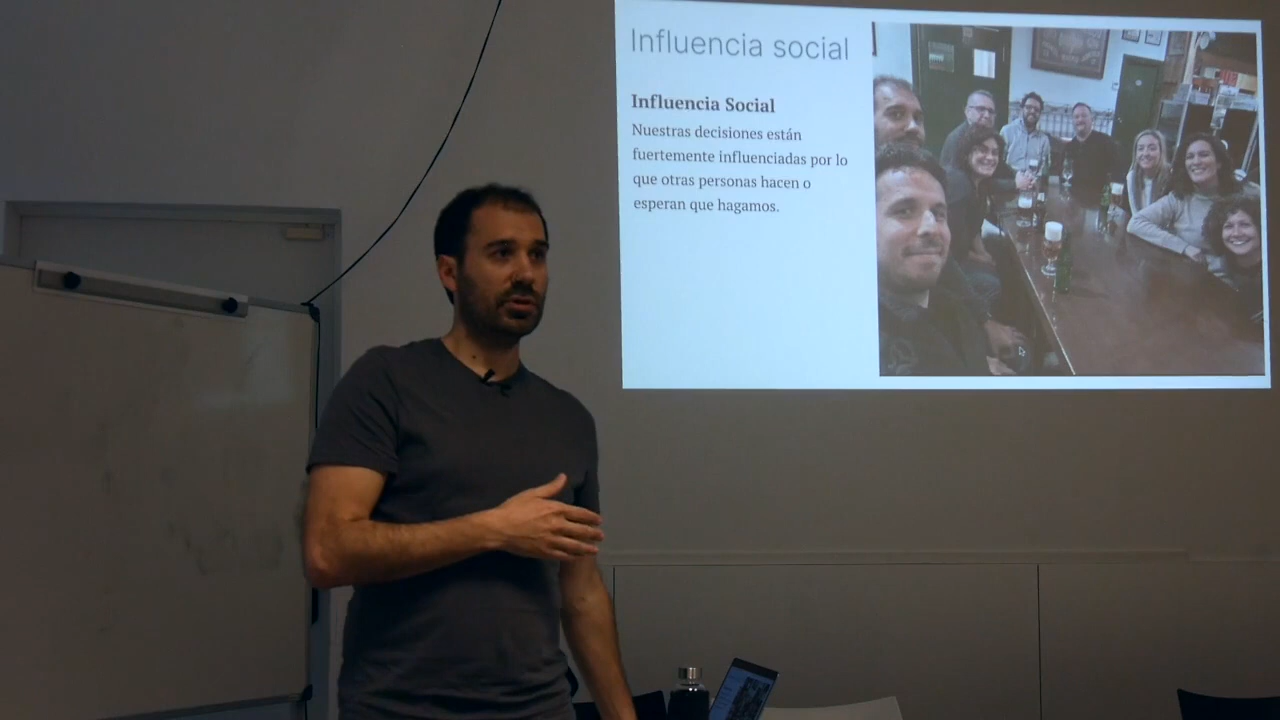 Influencia social
Influencia Social
Nuestras decisiones están
fuertemente influenciadas por lo
que otras personas hacen o
esperan que hagamos.